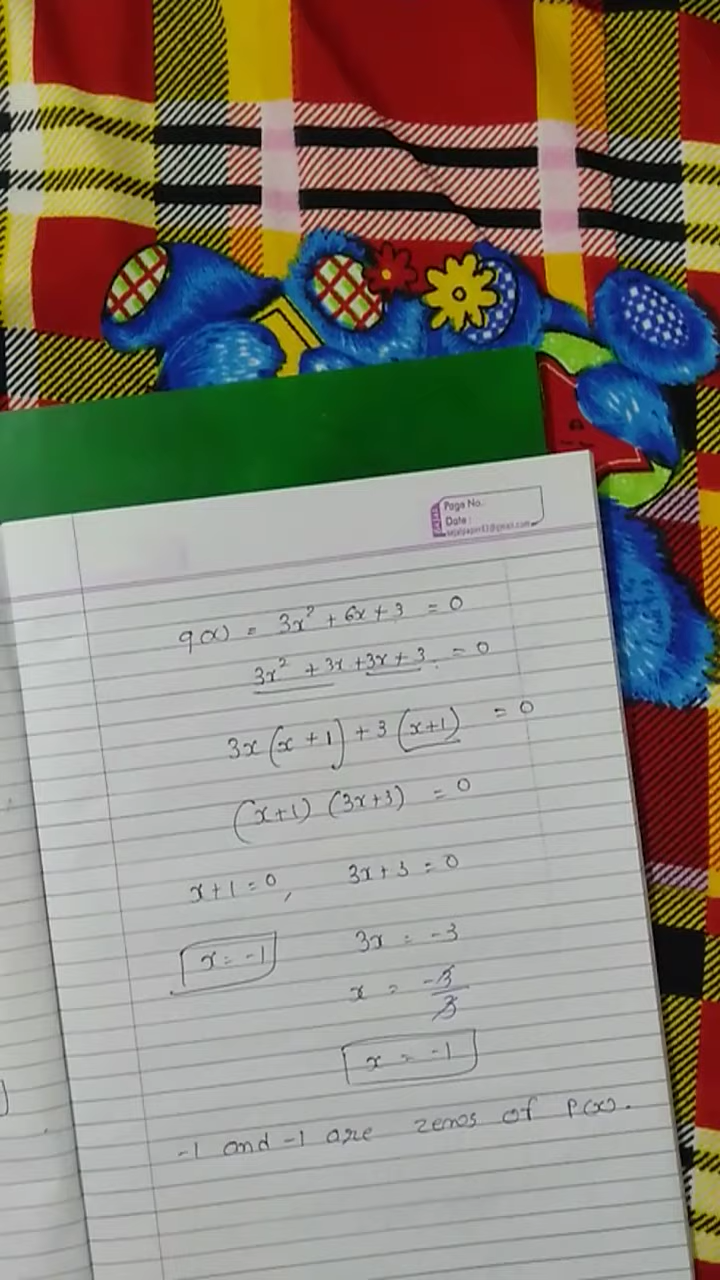 Page No.:
Date:
q(x) = 3x² + 6x + 3 = 0
3x² + 3x + 3x + 3 = 0
3x(x + 1) + 3(x+1) = 0
(x+1) (3x+3) = 0
x+1=0, 3x+3=0
x = -1 3x = -3
x = -3/3
x = -1
-1 and -1 are zeros of P(x).